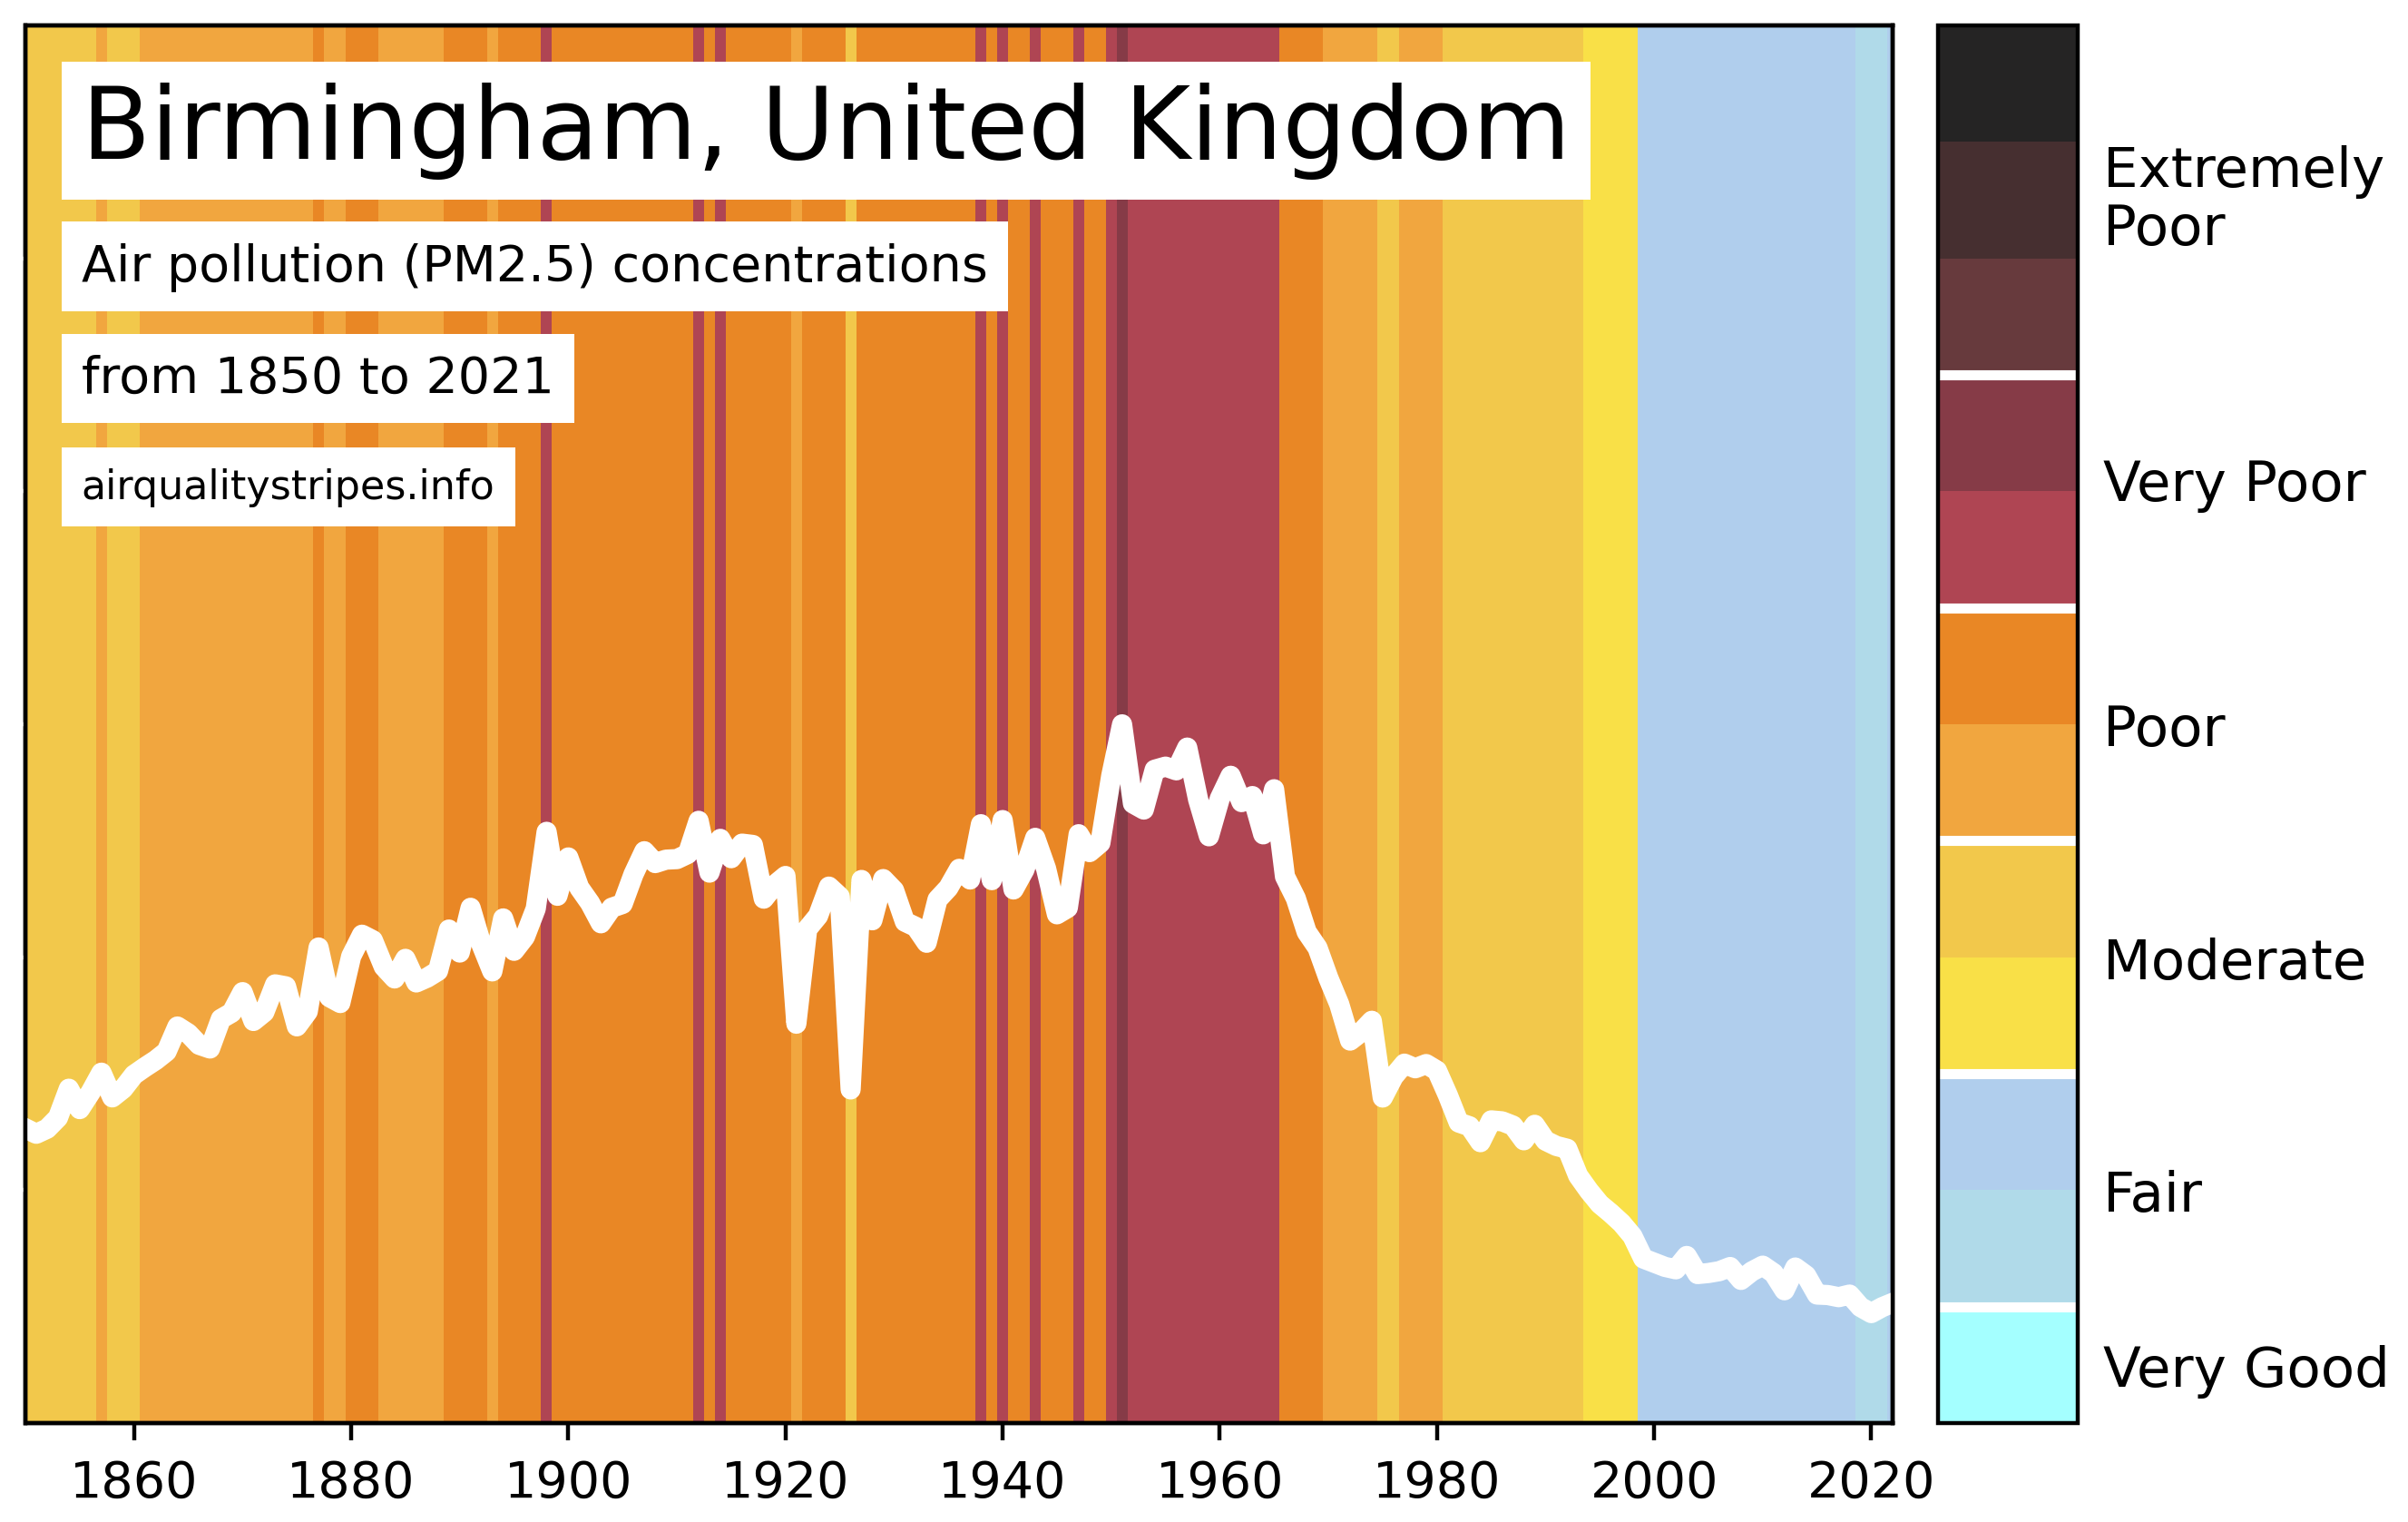 Birmingham, United Kingdom
Air pollution (PM2.5) concentrations
from 1850 to 2021
airqualitystripes.info
Extremely
Poor
Very Poor
Poor
Moderate
Fair
Very Good
1860 1880 1900 1920 1940 1960 1980 2000 2020